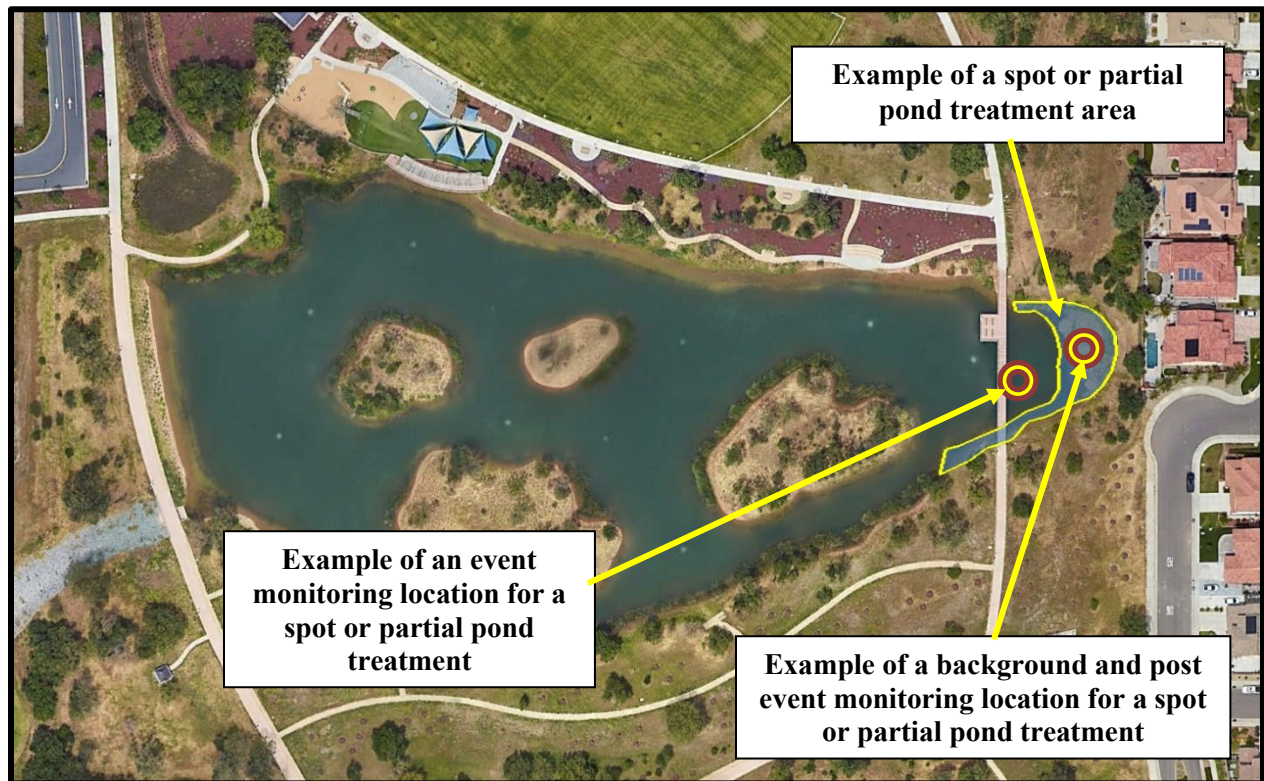 Example of a spot or partial
pond treatment area
Example of an event
monitoring location for a
spot or partial pond
treatment
Example of a background and post
event monitoring location for a spot
or partial pond treatment